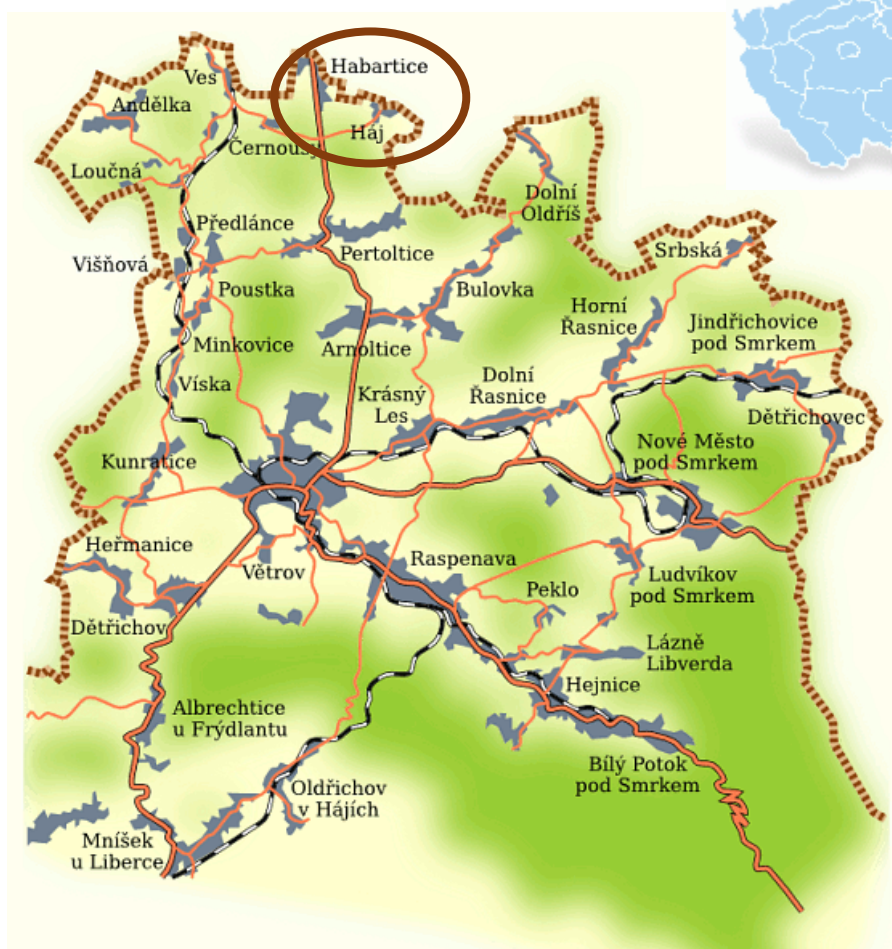 Habartice
Ves
Andělka
Háj
Černousy
Loučná
Dolní
Oldříš
Předlánce
Srbská
Pertoltice
Višňová
Poustka
Bulovka
Horní
Řasnice
Jindřichovice
pod Smrkem
Minkovice
Arnoltice
Víska
Krásný
Les
Dolní
Řasnice
Dětřichovec
Nové Město
pod Smrkem
Kunratice
Heřmanice
Větrov
Raspenava
Peklo
Ludvíkov
pod Smrkem
Dětřichov
Lázně
Libverda
Hejnice
Albrechtice
u Frýdlantu
Bílý Potok
pod Smrkem
Oldřichov
v Hájích
Mníšek
u Liberce